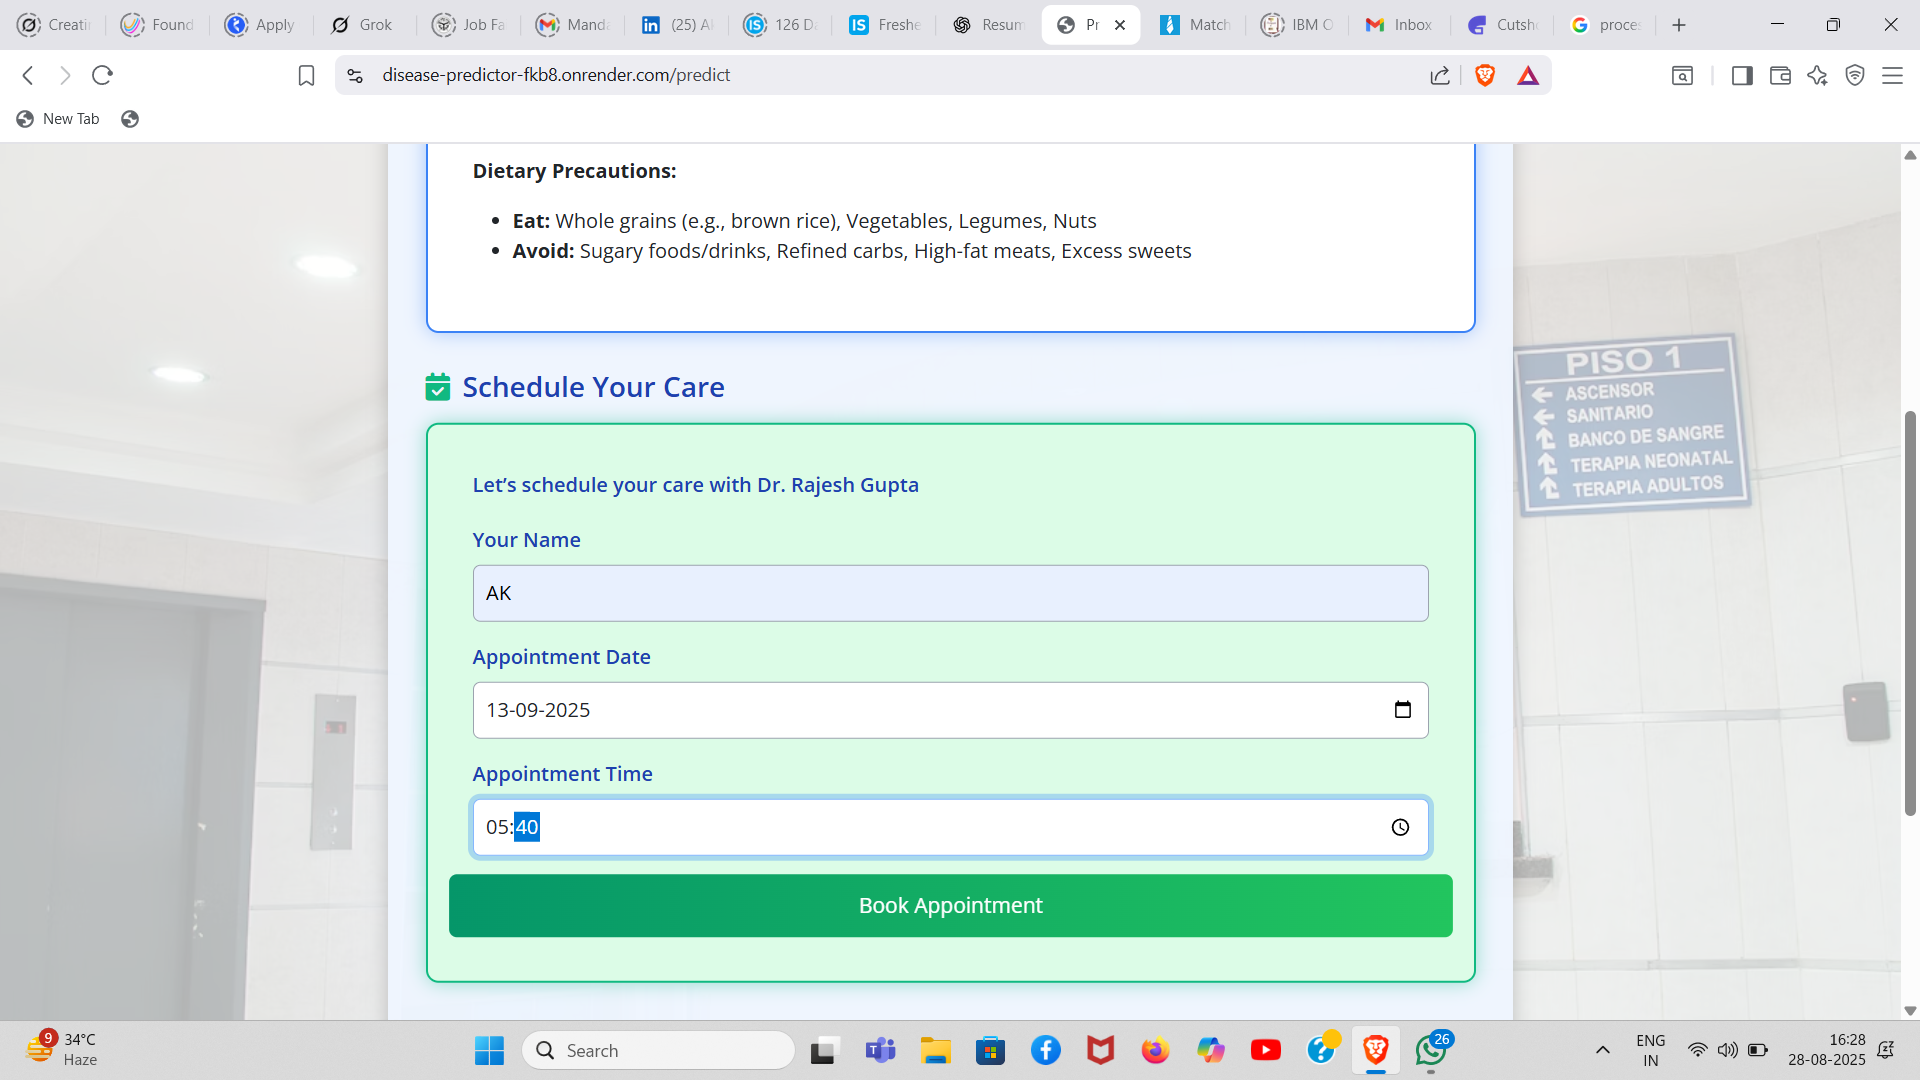 Creati
Found
Apply
Grok
Job Fa
Manda
(25) A
126 D
Freshe
Resum
Pr
Match
IBM O
Inbox
Cutsh
proce
disease-predictor-fkb8.onrender.com/predict
New Tab
Dietary Precautions:
• Eat: Whole grains (e.g., brown rice), Vegetables, Legumes, Nuts
• Avoid: Sugary foods/drinks, Refined carbs, High-fat meats, Excess sweets
Schedule Your Care
PISO 1
ASCENSOR
SANITARIO
BANCO DE SANGRE
TERAPIA NEONATAL
TERAPIA ADULTOS
Let’s schedule your care with Dr. Rajesh Gupta
Your Name
AK
Appointment Date
13-09-2025
Appointment Time
05:40
Book Appointment
9
34°C
Haze
Search
26
ENG
IN
16:28
28-08-2025